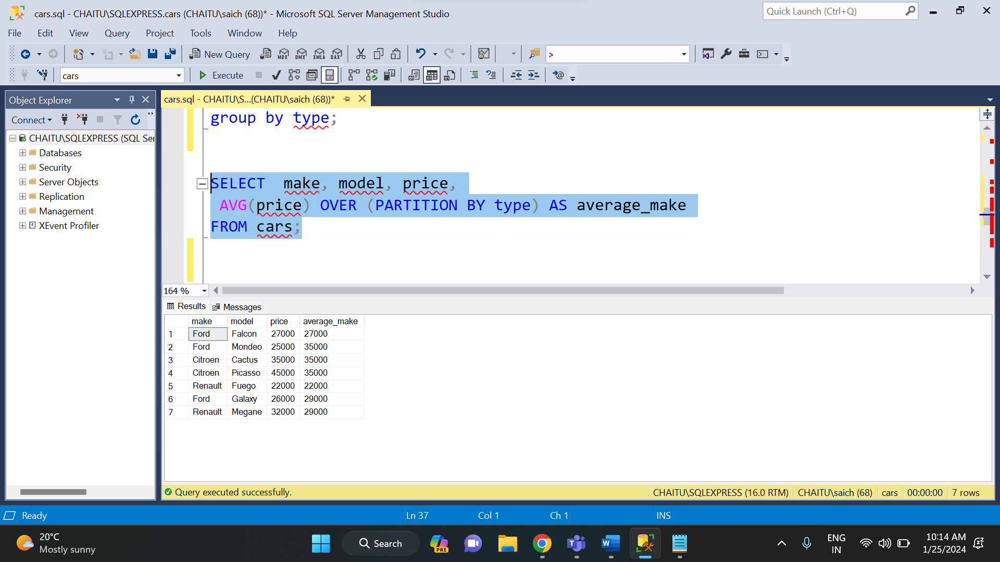 cars.sql - CHAITU\SQLEXPRESS.cars (CHAITU\saich (68))* - Microsoft SQL Server Management Studio
Quick Launch (Ctrl+Q)
File Edit View Query Project Tools Window Help
New Query
MDX DMX XMLA DAX
>
cars
Execute
Object Explorer
Connect
CHAITU\SQLEXPRESS (SQL Ser
Databases
Security
Server Objects
Replication
Management
XEvent Profiler
cars.sql - CHAITU\S...(CHAITU\saich (68))*
group by type;
SELECT  make, model, price,
AVG(price) OVER (PARTITION BY type) AS average_make
FROM cars;
164 %
Results Messages
make model price average_make
1 Ford Falcon 27000 27000
2 Ford Mondeo 25000 35000
3 Citroen Cactus 35000 35000
4 Citroen Picasso 45000 35000
5 Renault Fuego 22000 22000
6 Ford Galaxy 26000 29000
7 Renault Megane 32000 29000
Query executed successfully.
CHAITU\SQLEXPRESS (16.0 RTM) CHAITU\saich (68) cars 00:00:00 7 rows
Ready
Ln 37 Col 1 Ch 1 INS
20°C
Mostly sunny
Search
PRE
ENG
IN
10:14 AM
1/25/2024